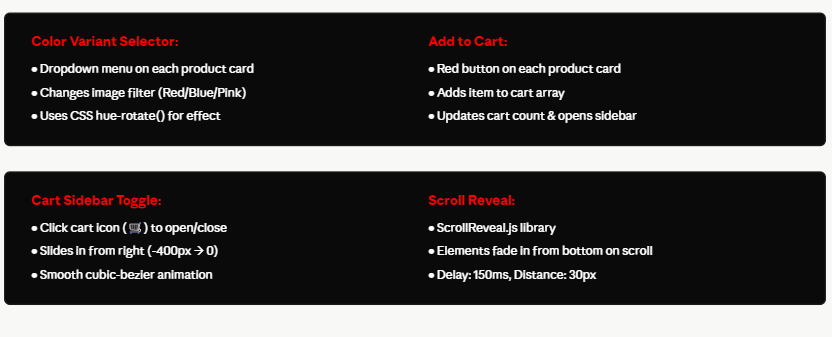 Color Variant Selector:
• Dropdown menu on each product card
• Changes image filter (Red/Blue/Pink)
• Uses CSS hue-rotate() for effect
Add to Cart:
• Red button on each product card
• Adds item to cart array
• Updates cart count & opens sidebar
Cart Sidebar Toggle:
• Click cart icon (🛒) to open/close
• Slides in from right (-400px → 0)
• Smooth cubic-bezier animation
Scroll Reveal:
• ScrollReveal.js library
• Elements fade in from bottom on scroll
• Delay: 150ms, Distance: 30px